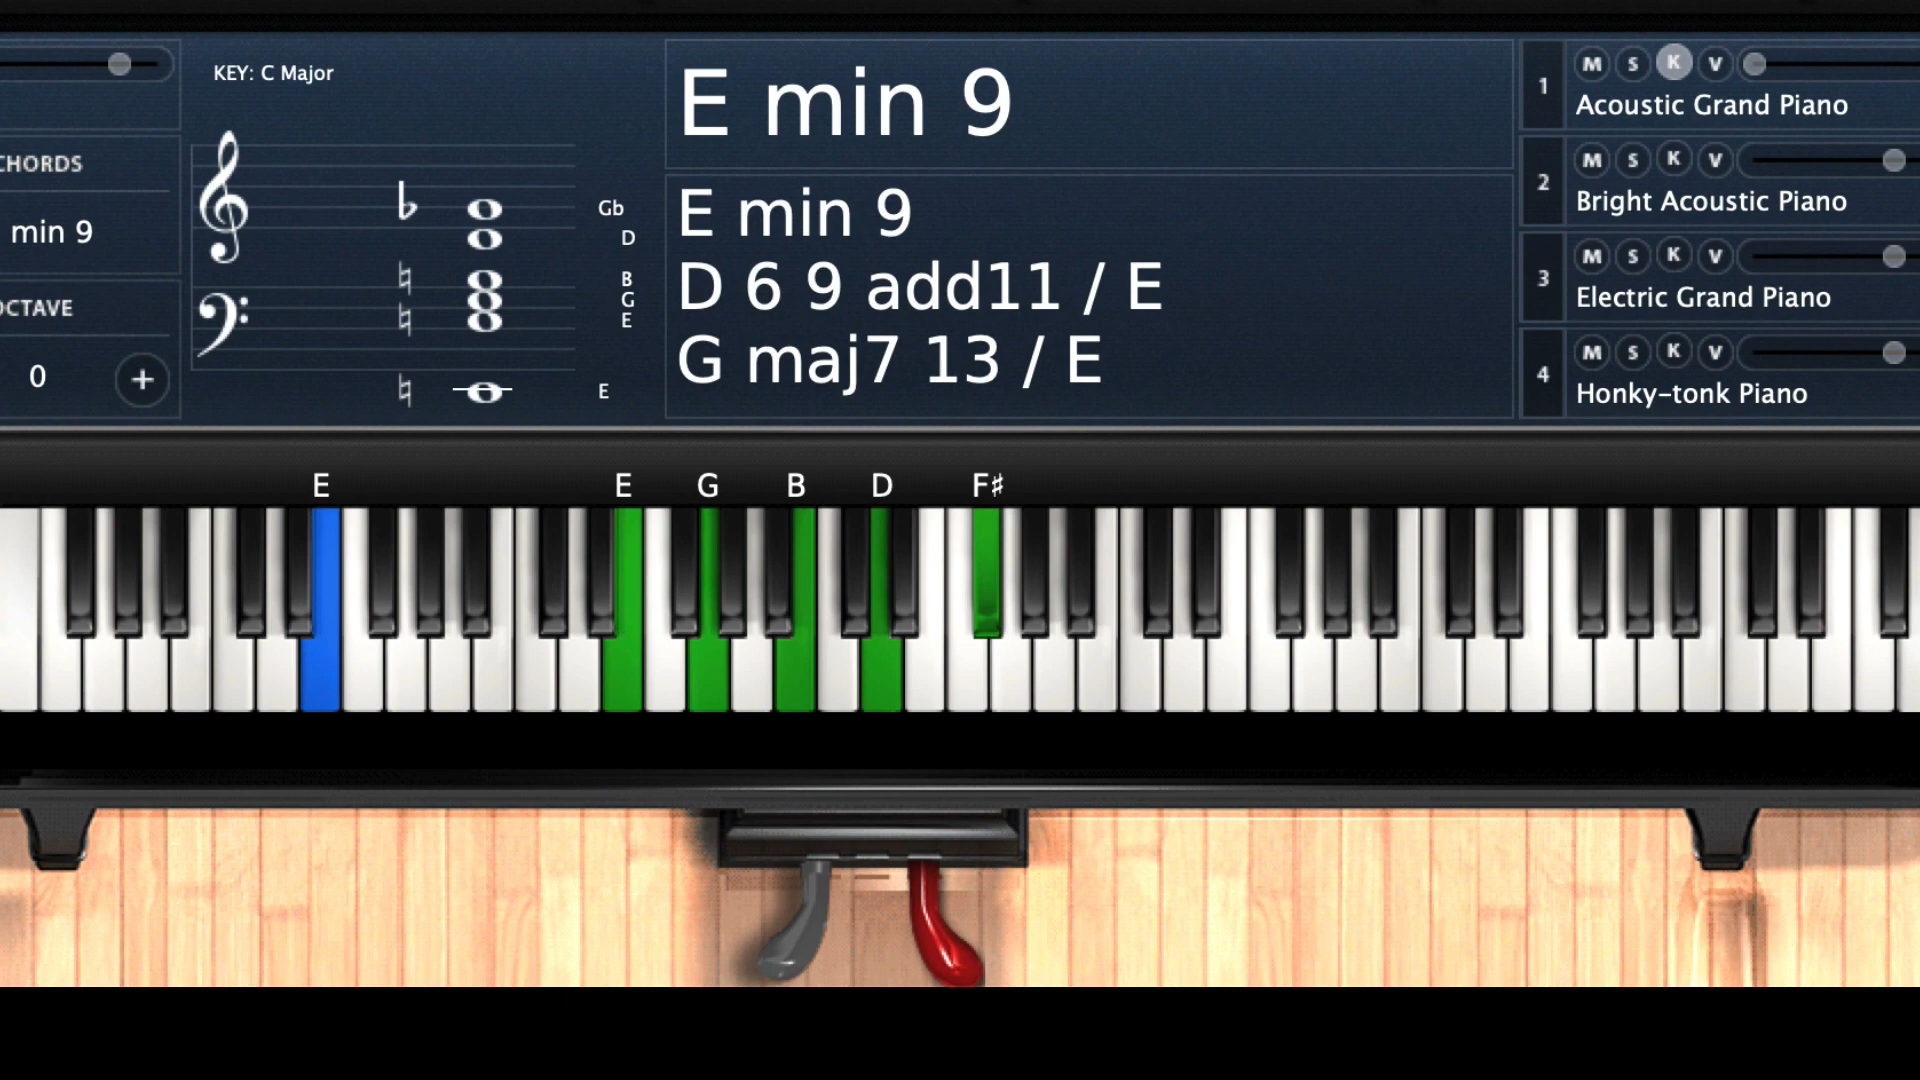 KEY: C Major
CHORDS
min 9
OCTAVE
0 +
♭ Gb
D
♮ B
G
♮ E
♮ E
E min 9
E min 9
D 6 9 add11 / E
G maj7 13 / E
1 M S K V
Acoustic Grand Piano
2 M S K V
Bright Acoustic Piano
3 M S K V
Electric Grand Piano
4 M S K V
Honky-tonk Piano
E E G B D F♯